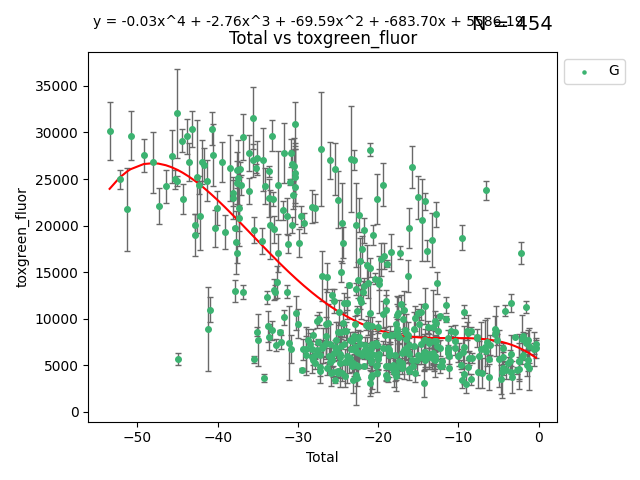 y = -0.03x^4 + -2.76x^3 + -69.59x^2 + -683.70x + 5586.19
N = 454
Total vs toxgreen_fluor
G
35000
30000
25000
20000
15000
10000
5000
0
toxgreen_fluor
−50 −40 −30 −20 −10 0
Total